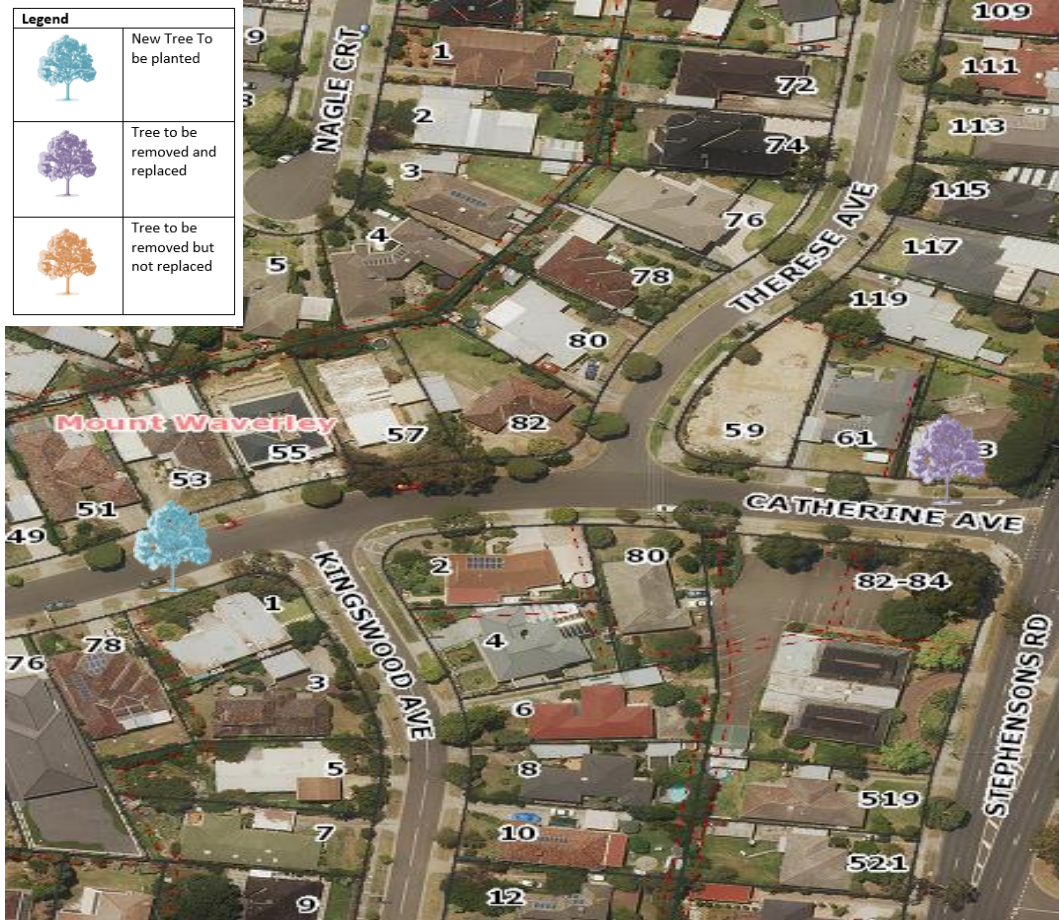 Legend
New Tree To
be planted
Tree to be
removed and
replaced
Tree to be
removed but
not replaced
9
NAGLE CRT
1
72
109
111
2
74
113
3
115
76
4
THERESE AVE
117
5
78
119
80
Mount Waverley
57
82
59
61
3
55
53
51
49
CATHERINE AVE
2
80
82-84
KINGSWOOD AVE
1
4
78
76
3
6
STEPHENSONS RD
5
8
519
7
10
521
9
12